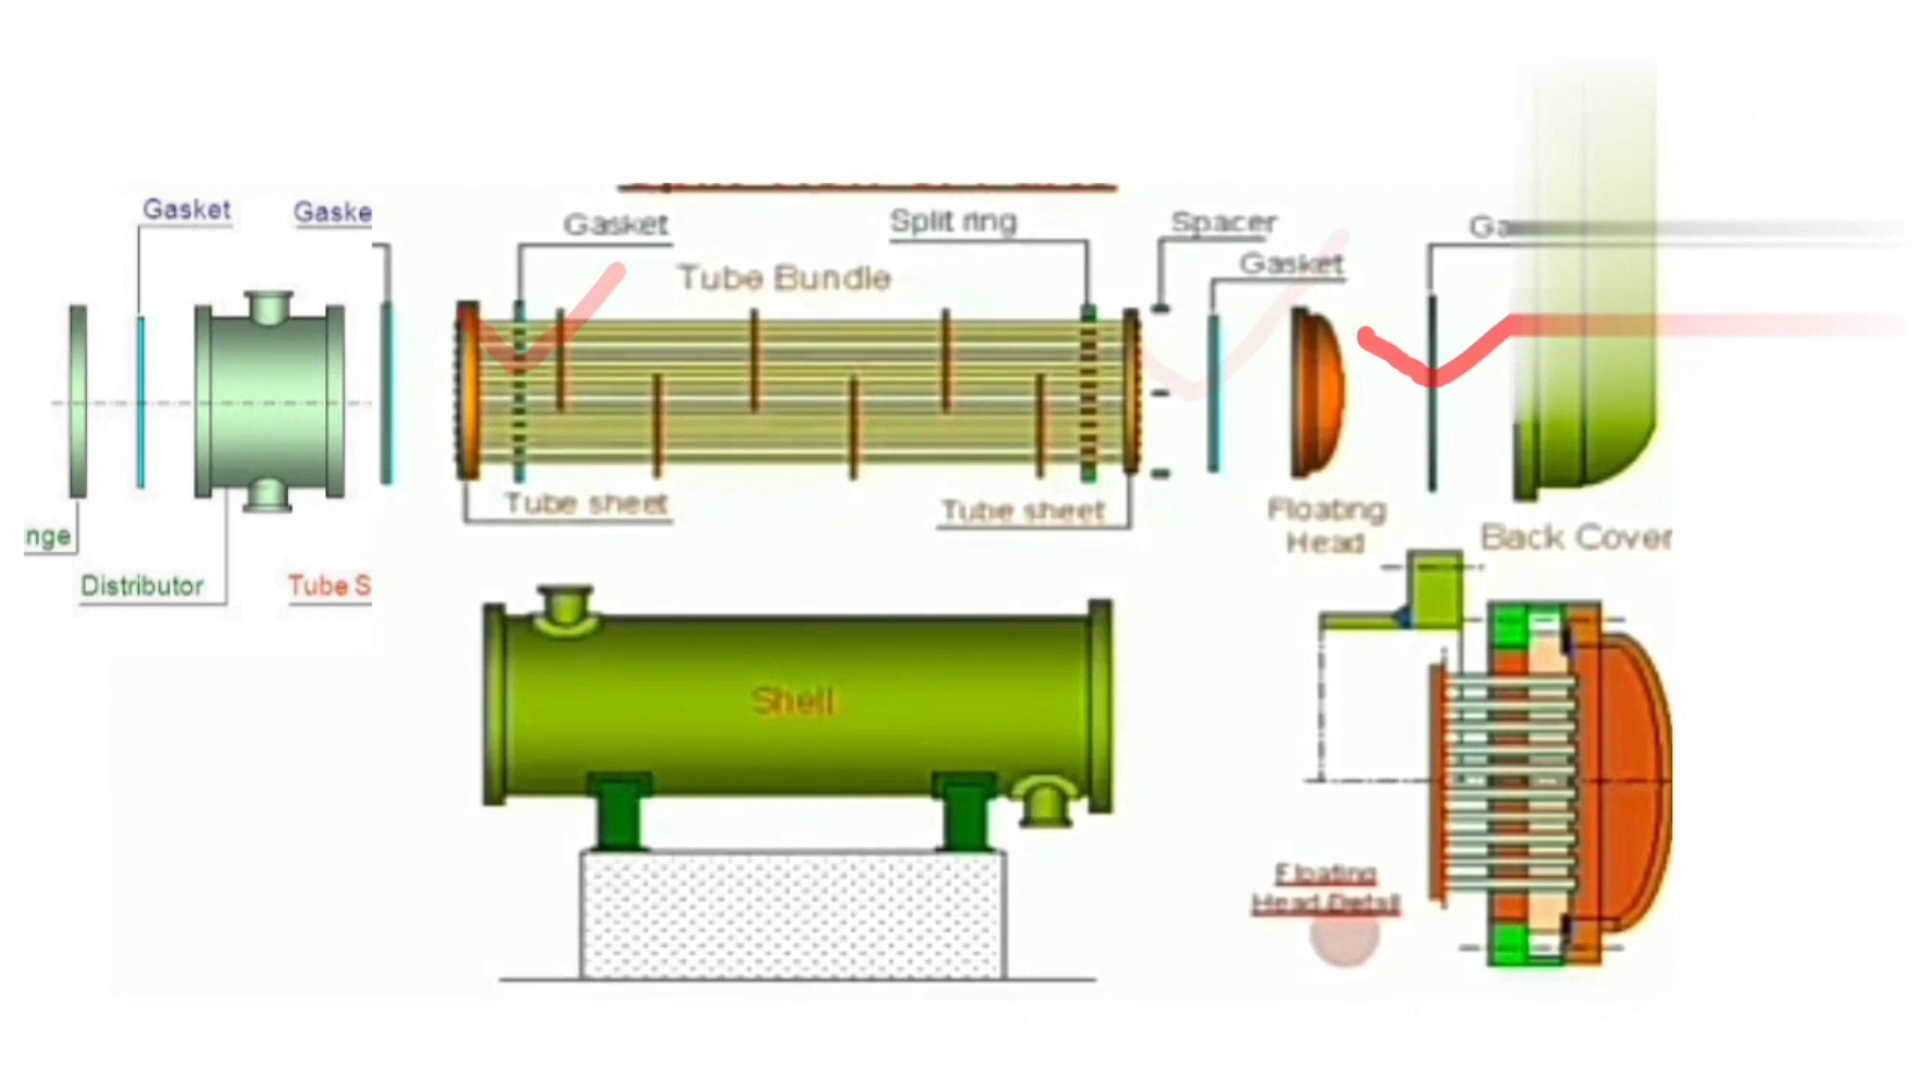 Gasket
Gaske
Gasket
Split ring
Spacer
Ga
Gasket
Tube Bundle
Tube sheet
Tube sheet
Floating
Head
Back Cover
nge
Distributor
Tube S
Shell
Floating
Head Detail